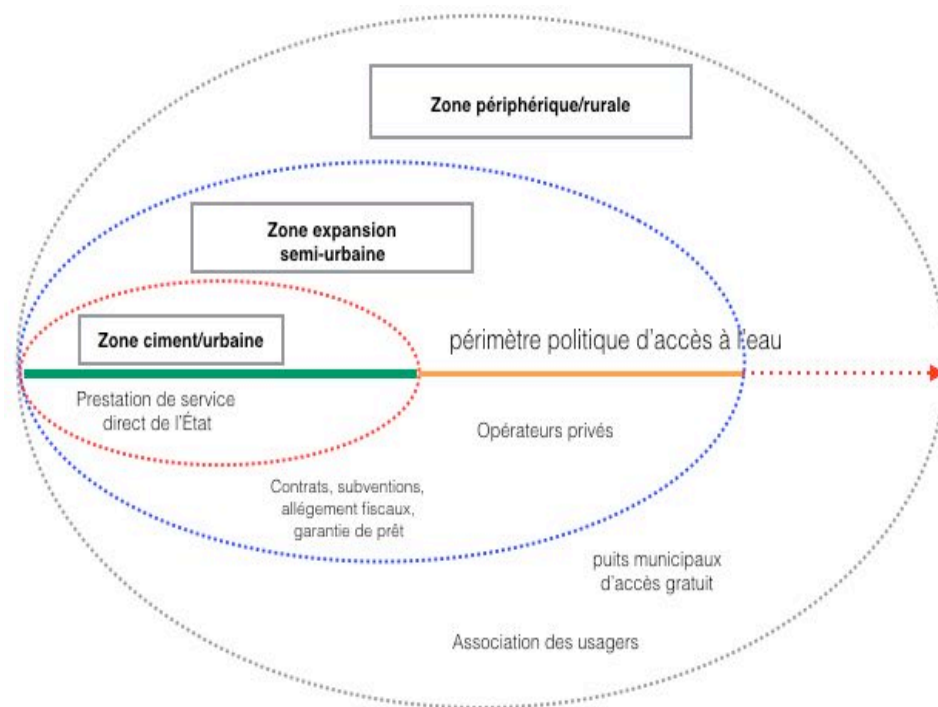 Zone périphérique/rurale
Zone expansion
semi-urbaine
Zone ciment/urbaine
périmètre politique d'accès à l'eau
Prestation de service
direct de l'État
Opérateurs privés
Contrats, subventions,
allégement fiscaux,
garantie de prêt
puits municipaux
d'accès gratuit
Association des usagers